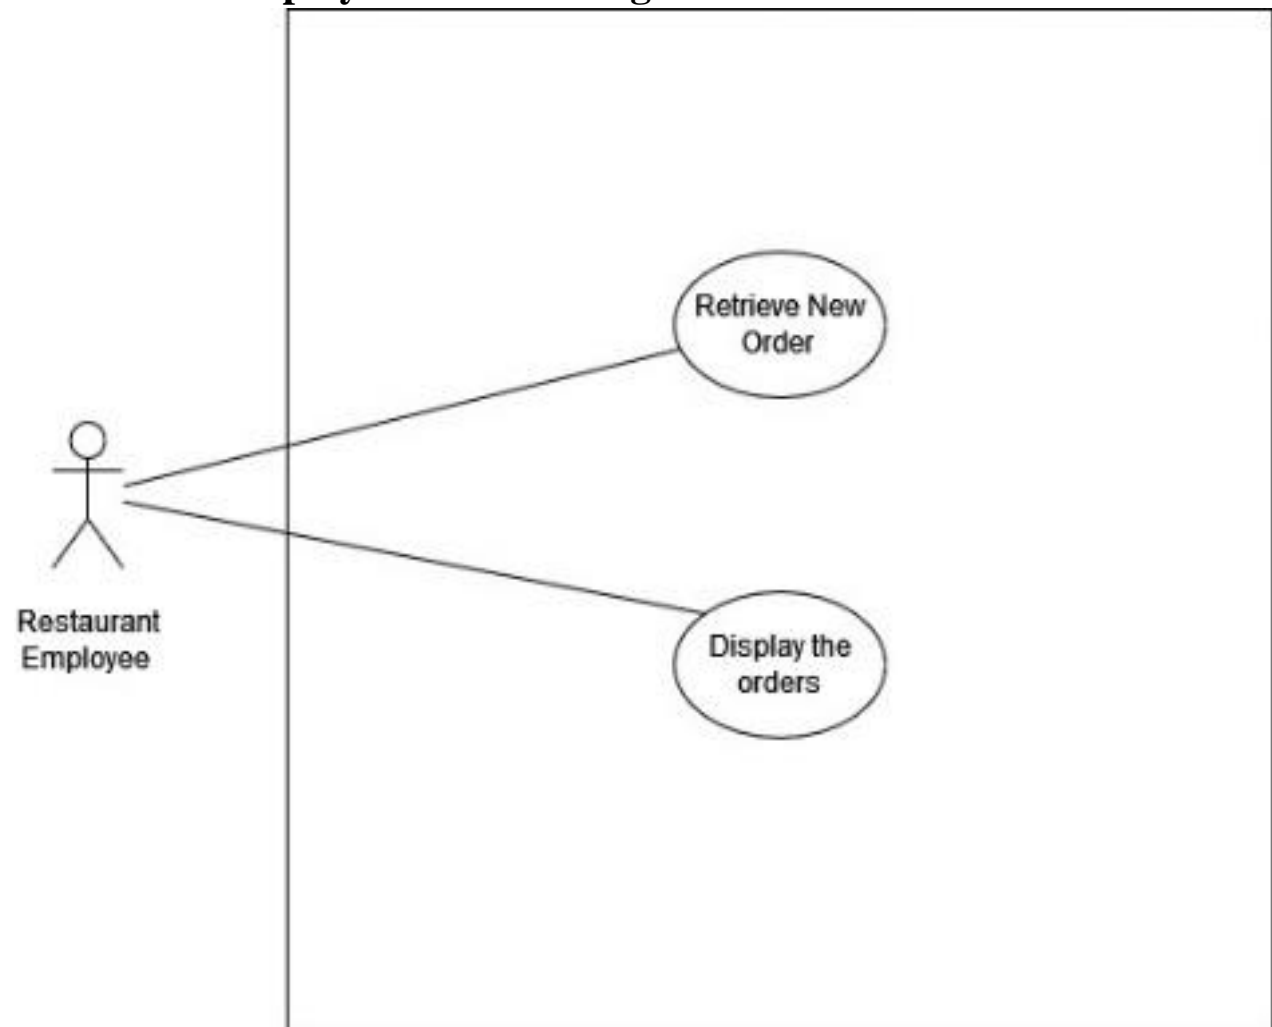 Retrieve New
Order
Restaurant
Employee
Display the
orders